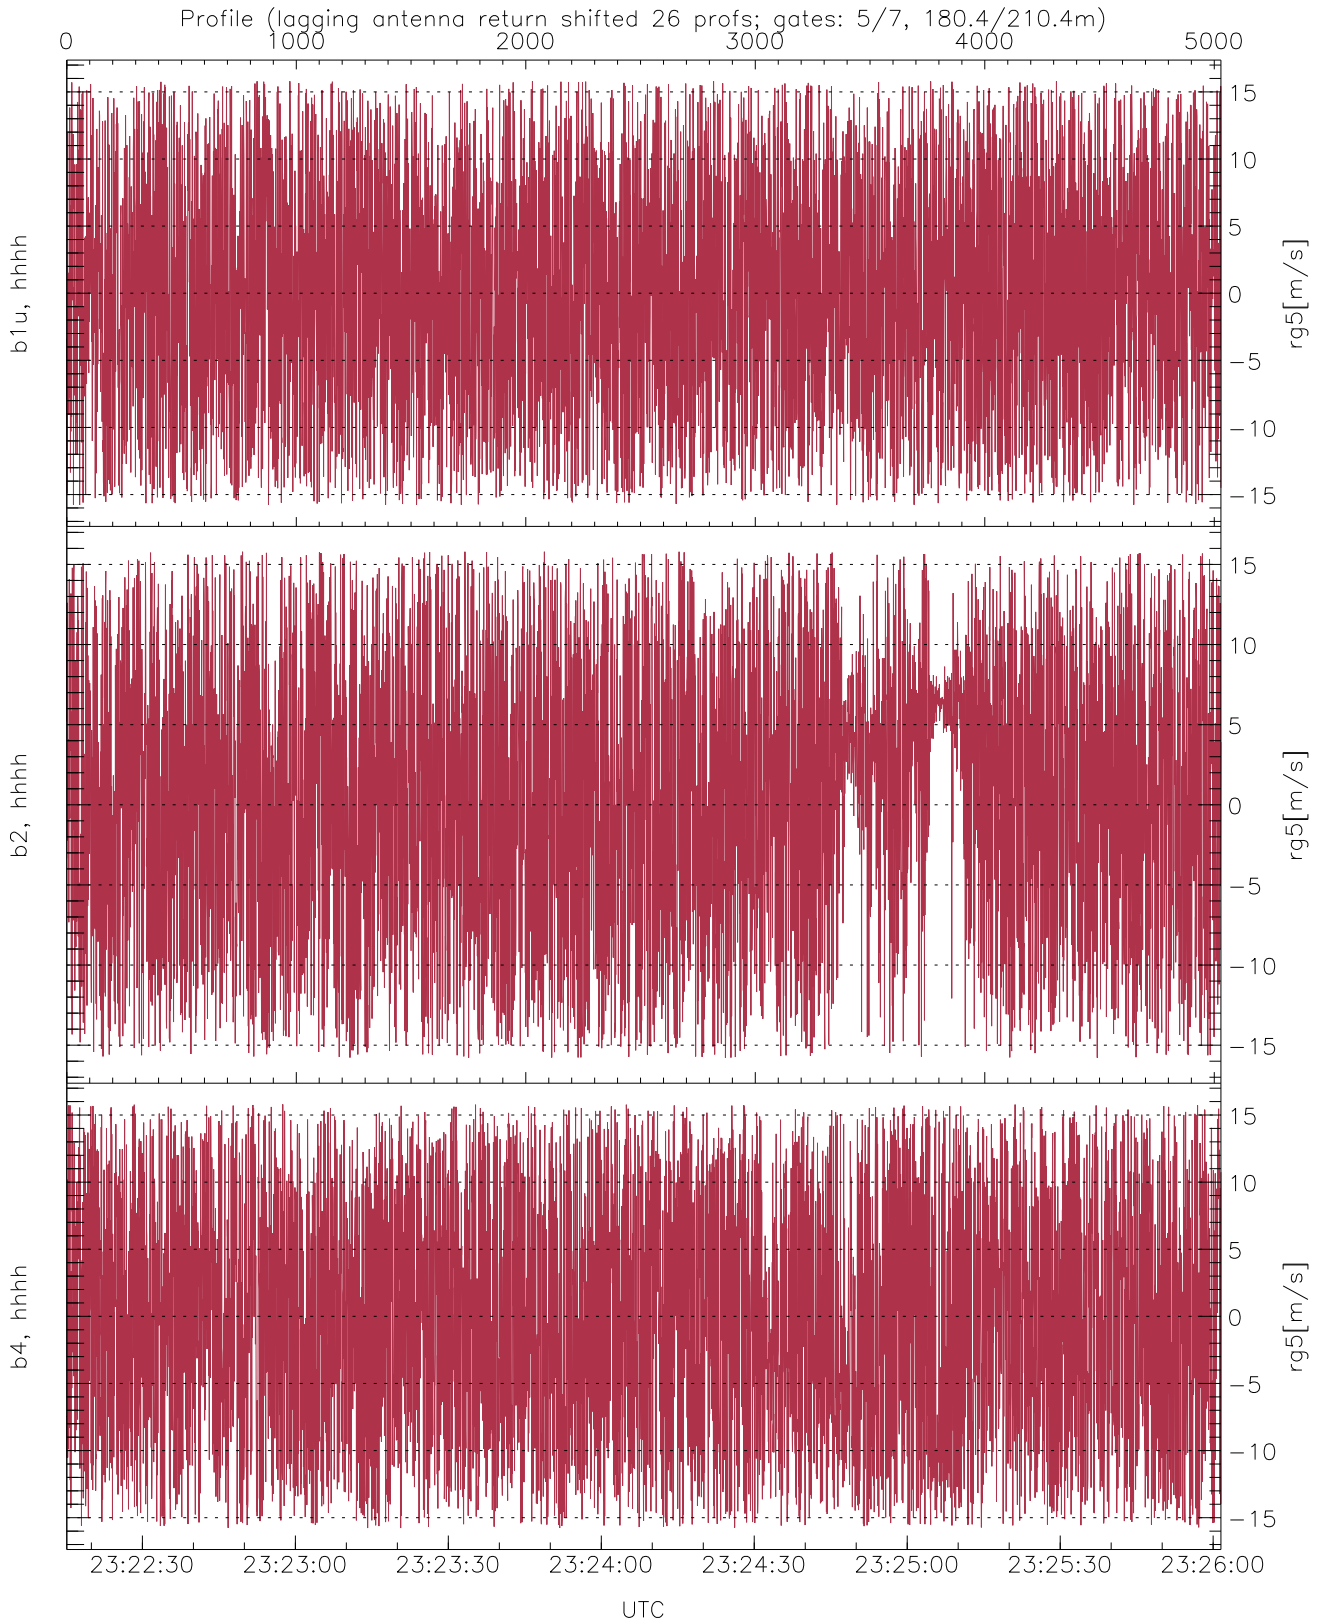 Profile (lagging antenna return shifted 26 profs; gates: 5/7, 180.4/210.4m)
0 1000 2000 3000 4000 5000
15
10
5
0
-5
-10
-15
b1u, hhhh
rg5[m/s]
15
10
5
0
-5
-10
-15
b2, hhhh
rg5[m/s]
15
10
5
0
-5
-10
-15
b4, hhhh
rg5[m/s]
23:22:30 23:23:00 23:23:30 23:24:00 23:24:30 23:25:00 23:25:30 23:26:00
UTC